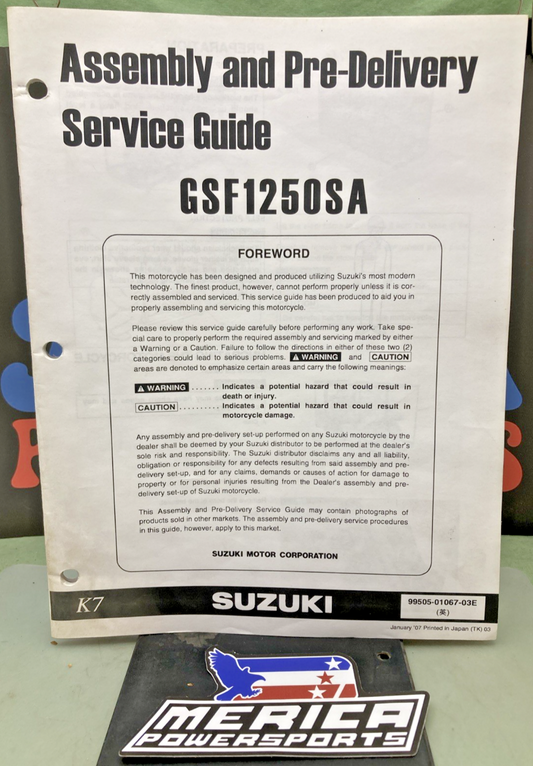 Assembly and Pre-Delivery
Service Guide
GSF1250SA
FOREWORD
This motorcycle has been designed and produced utilizing Suzuki's most modern
technology. The finest product, however, cannot perform properly unless it is cor-
rectly assembled and serviced. This service guide has been produced to aid you in
properly assembling and servicing this motorcycle.
Please review this service guide carefully before performing any work. Take spe-
cial care to properly perform the required assembly and servicing marked by either
a Warning or a Caution. Failure to follow the directions in either of these two (2)
categories could lead to serious problems. ⚠ WARNING and CAUTION
areas are denoted to emphasize certain areas and carry the following meanings:
⚠ WARNING ....... Indicates a potential hazard that could result in
death or injury.
CAUTION .......... Indicates a potential hazard that could result in
motorcycle damage.
Any assembly and pre-delivery set-up performed on any Suzuki motorcycle by the
dealer shall be deemed by your Suzuki distributor to be performed at the dealer's
sole risk and responsibility. The Suzuki distributor disclaims any and all liability,
obligation or responsibility for any defects resulting from said assembly and pre-
delivery set-up, and for any claims, demands or causes of action for damage to
property or for personal injuries resulting from the Dealer's assembly and pre-
delivery set-up of Suzuki motorcycle.
This Assembly and Pre-Delivery Service Guide may contain photographs of
products sold in other markets. The assembly and pre-delivery service procedures
in this guide, however, apply to this market.
SUZUKI MOTOR CORPORATION
K7
SUZUKI
99505-01067-03E
(英)
January '07 Printed in Japan (TK) 03
MERICA
POWERSPORTS